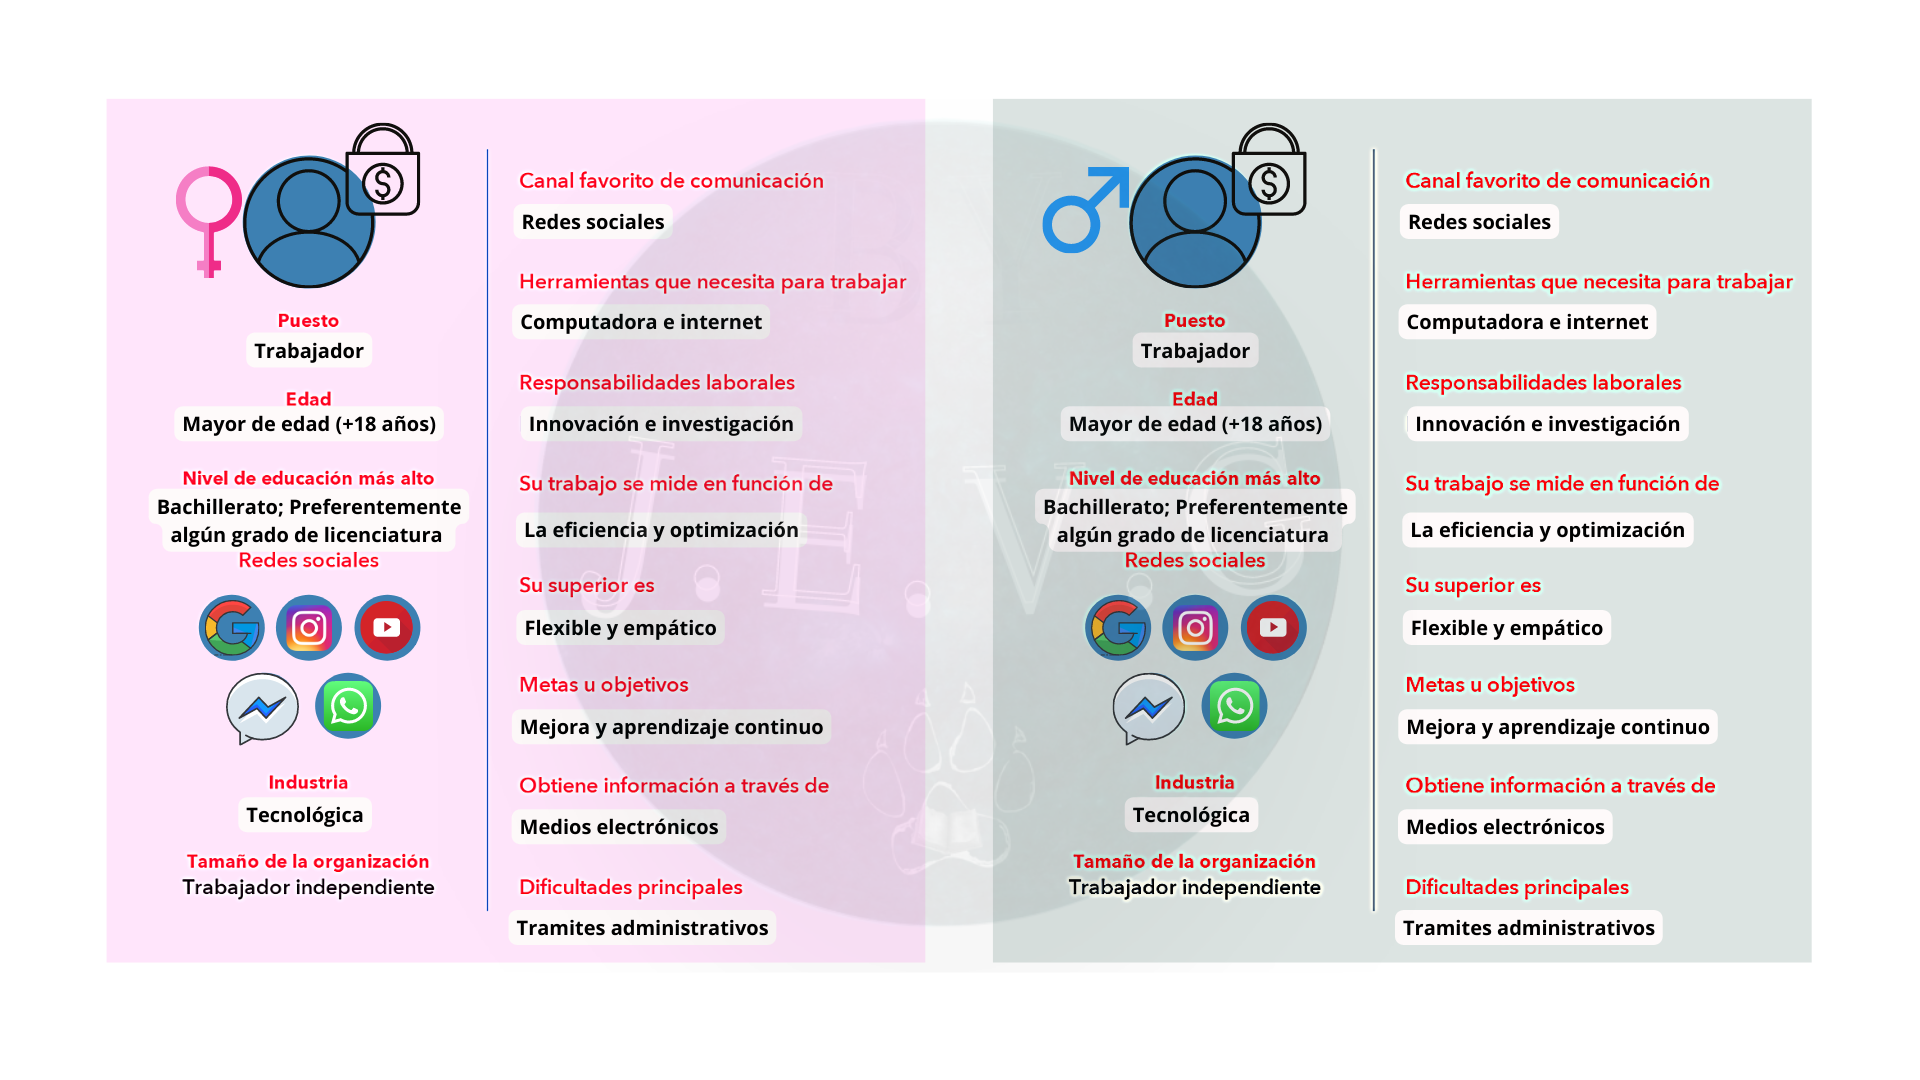 Puesto
Trabajador
Edad
Mayor de edad (+18 años)
Nivel de educación más alto
Bachillerato; Preferentemente
algún grado de licenciatura
Redes sociales
Industria
Tecnológica
Tamaño de la organización
Trabajador independiente
Canal favorito de comunicación
Redes sociales
Herramientas que necesita para trabajar
Computadora e internet
Responsabilidades laborales
Innovación e investigación
Su trabajo se mide en función de
La eficiencia y optimización
Su superior es
Flexible y empático
Metas u objetivos
Mejora y aprendizaje continuo
Obtiene información a través de
Medios electrónicos
Dificultades principales
Tramites administrativos
Puesto
Trabajador
Edad
Mayor de edad (+18 años)
Nivel de educación más alto
Bachillerato; Preferentemente
algún grado de licenciatura
Redes sociales
Industria
Tecnológica
Tamaño de la organización
Trabajador independiente
Canal favorito de comunicación
Redes sociales
Herramientas que necesita para trabajar
Computadora e internet
Responsabilidades laborales
Innovación e investigación
Su trabajo se mide en función de
La eficiencia y optimización
Su superior es
Flexible y empático
Metas u objetivos
Mejora y aprendizaje continuo
Obtiene información a través de
Medios electrónicos
Dificultades principales
Tramites administrativos
J.E.V.G